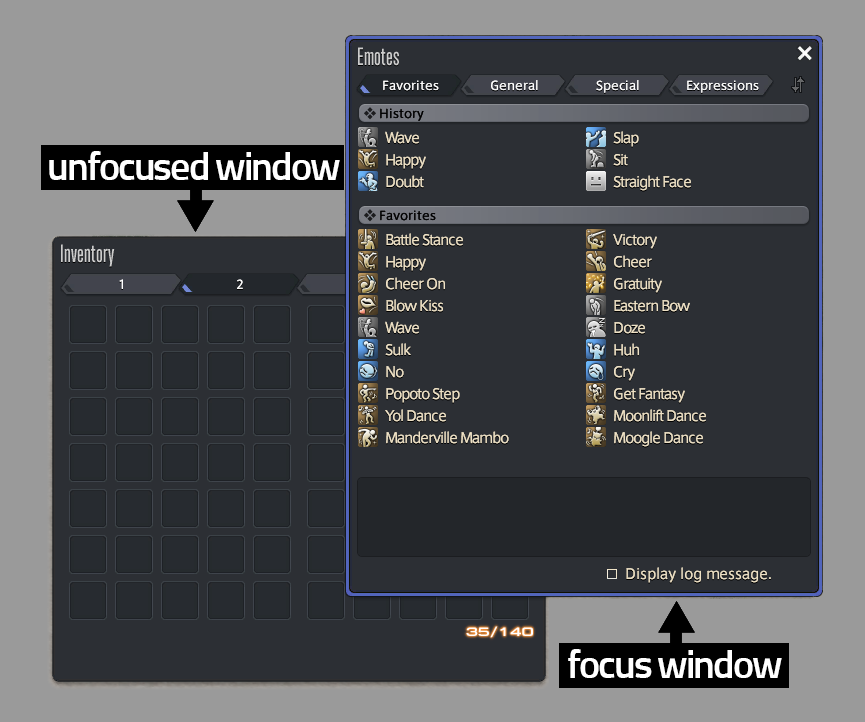 Emotes
Favorites General Special Expressions
History
Wave Slap
Happy Sit
Doubt Straight Face
Favorites
Battle Stance Victory
Happy Cheer
Cheer On Gratuity
Blow Kiss Eastern Bow
Wave Doze
Sulk Huh
No Cry
Popoto Step Get Fantasy
Yol Dance Moonlift Dance
Manderville Mambo Moogle Dance
Display log message.
unfocused window
Inventory
1 2
35/140
focus window